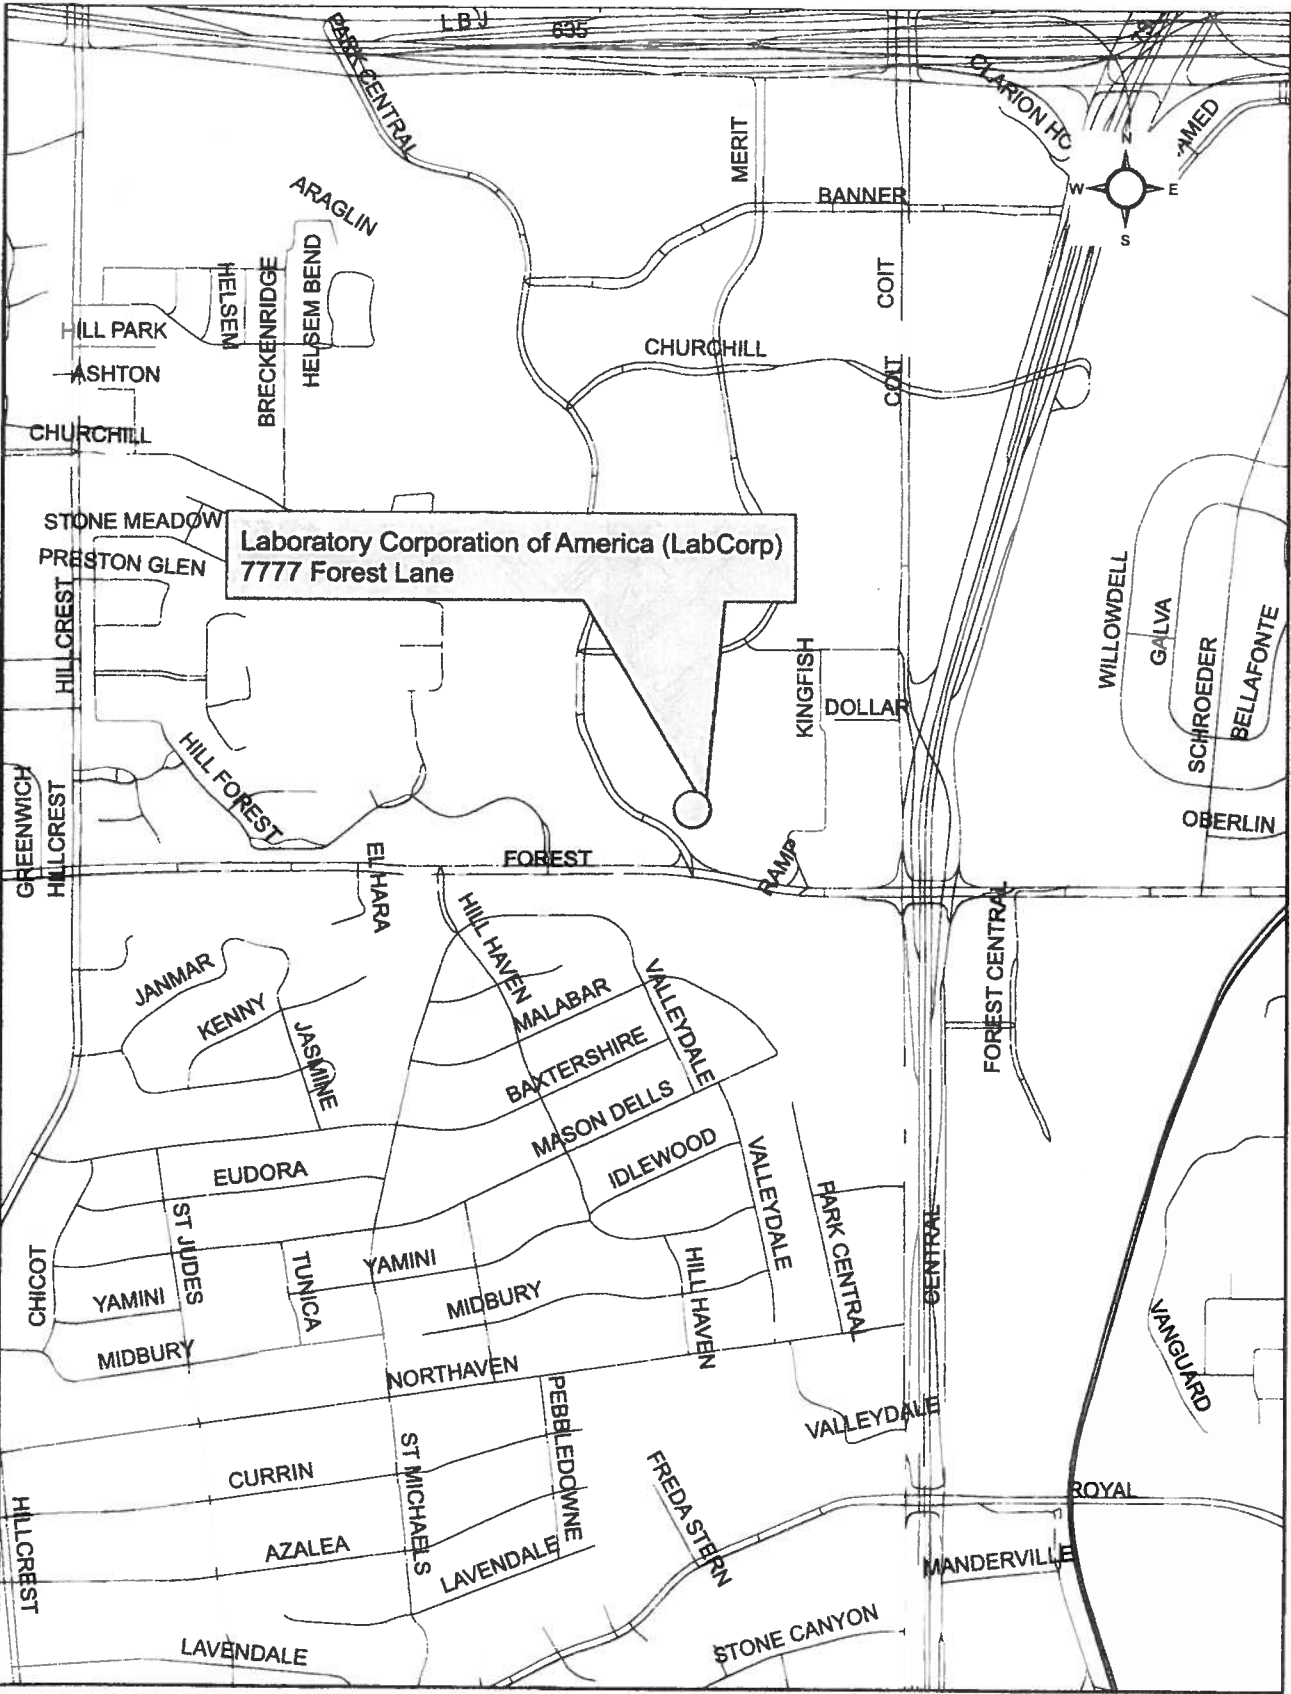 LBJ
635
PARK CENTRAL
CLARION HO
AMED
MERIT
N
W
E
S
BANNER
ARAGLIN
HELSEM
BRECKENRIDGE
HELSEM BEND
COIT
HILL PARK
CHURCHILL
ASHTON
COIT
CHURCHILL
STONE MEADOW
PRESTON GLEN
Laboratory Corporation of America (LabCorp)
7777 Forest Lane
HILLCREST
WILLOWDELL
GALVA
SCHROEDER
BELLAFONTE
KINGFISH
DOLLAR
HILL FOREST
GREENWICH
HILLCREST
OBERLIN
EL HARA
FOREST
RAMP
HILL HAVEN
FOREST CENTRAL
JANMAR
KENNY
JASMINE
MALABAR
VALLEYDALE
BAXTERSHIRE
MASON DELLS
IDLEWOOD
EUDORA
VALLEYDALE
PARK CENTRAL
CENTRAL
ST JUDES
CHICOT
TUNICA
YAMINI
YAMINI
MIDBURY
HILL HAVEN
MIDBURY
NORTHAVEN
VANGUARD
PEBBLEDOWNE
VALLEYDALE
CURRIN
ST MICHAELS
FREDA STERN
ROYAL
HILLCREST
AZALEA
LAVENDALE
MANDERVILLE
STONE CANYON
LAVENDALE